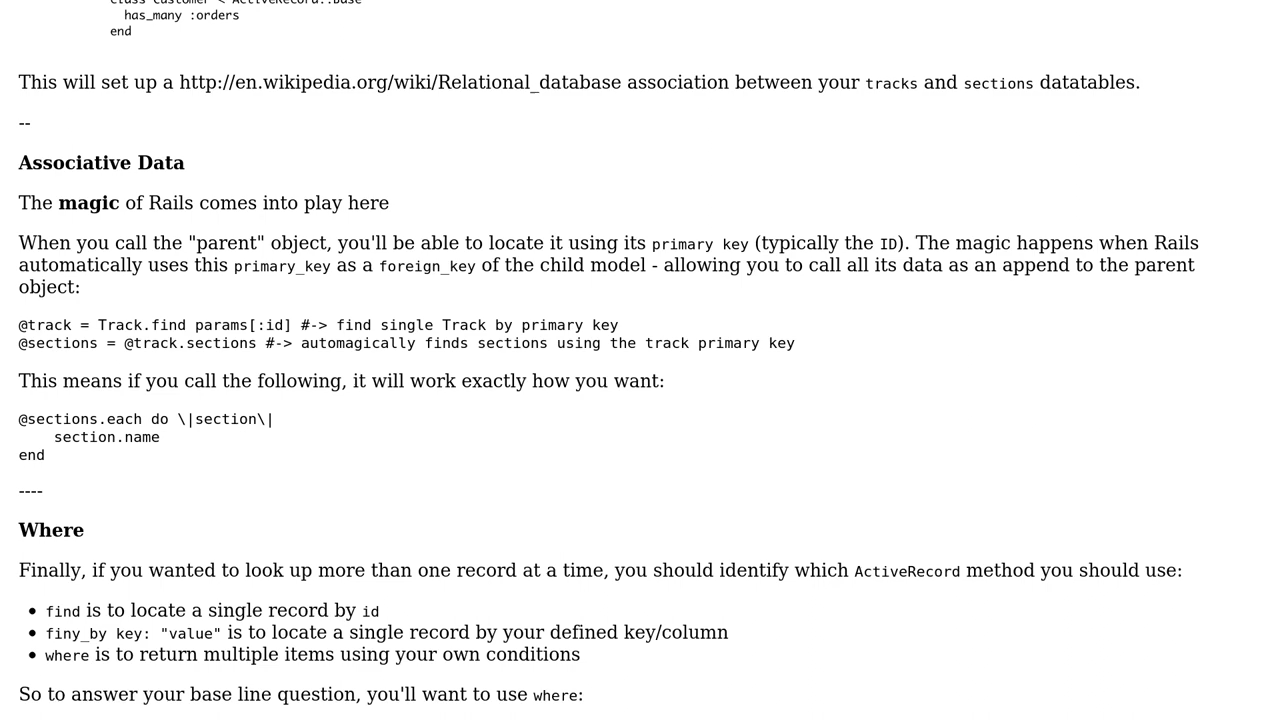 class Customer < ActiveRecord::Base
  has_many :orders
end
This will set up a http://en.wikipedia.org/wiki/Relational_database association between your tracks and sections datatables.
--
Associative Data
The magic of Rails comes into play here
When you call the "parent" object, you'll be able to locate it using its primary key (typically the ID). The magic happens when Rails
automatically uses this primary_key as a foreign_key of the child model - allowing you to call all its data as an append to the parent
object:
@track = Track.find params[:id] #-> find single Track by primary key
@sections = @track.sections #-> automagically finds sections using the track primary key
This means if you call the following, it will work exactly how you want:
@sections.each do \|section\|
    section.name
end
----
Where
Finally, if you wanted to look up more than one record at a time, you should identify which ActiveRecord method you should use:
• find is to locate a single record by id
• finy_by key: "value" is to locate a single record by your defined key/column
• where is to return multiple items using your own conditions
So to answer your base line question, you'll want to use where: